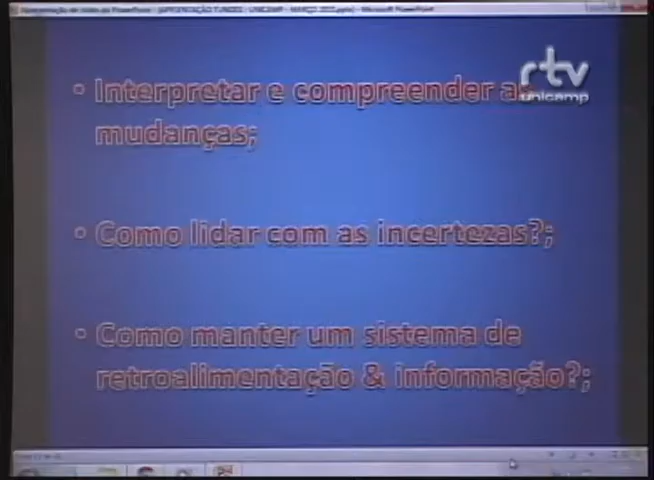 rtv
unicamp
• Interpretar e compreender as
mudanças;
• Como lidar com as incertezas?;
• Como manter um sistema de
retroalimentação & informação?;